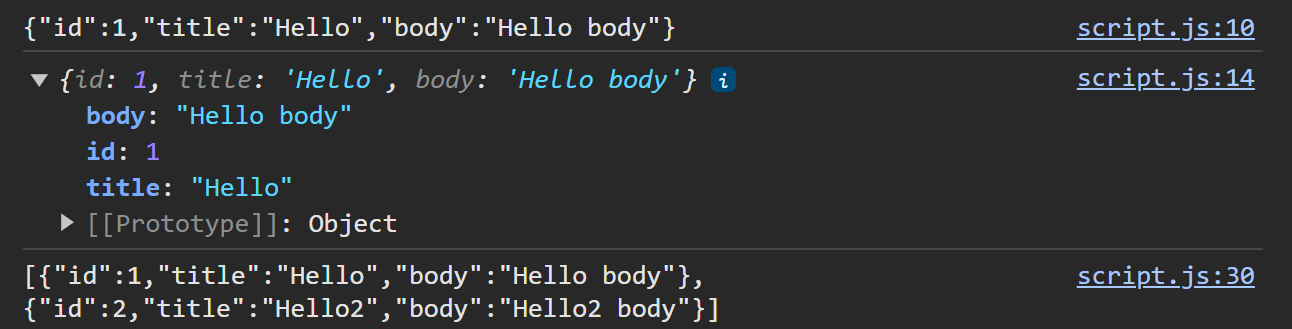 {"id":1,"title":"Hello","body":"Hello body"} script.js:10
▼ {id: 1, title: 'Hello', body: 'Hello body'} i script.js:14
body: "Hello body"
id: 1
title: "Hello"
▶ [[Prototype]]: Object
[{"id":1,"title":"Hello","body":"Hello body"}, script.js:30
{"id":2,"title":"Hello2","body":"Hello2 body"}]